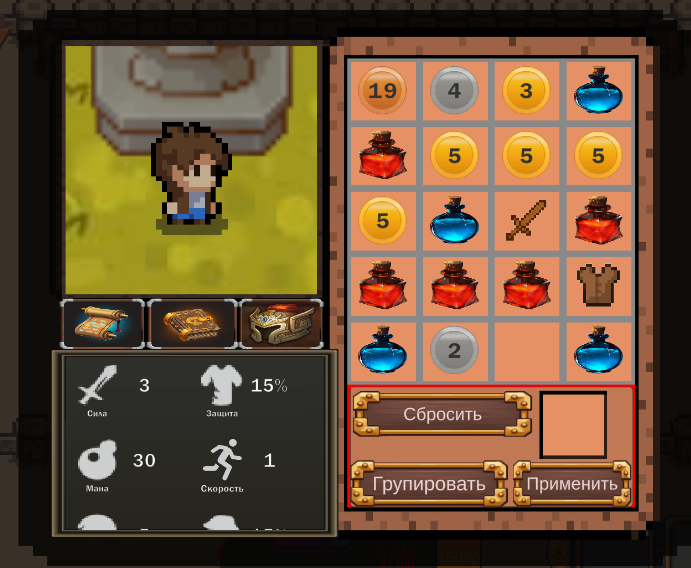 19 4 3
5 5 5
5
2
3 15%
Сила Защита
30 1
Мана Скорость
Сбросить
Групировать Применить